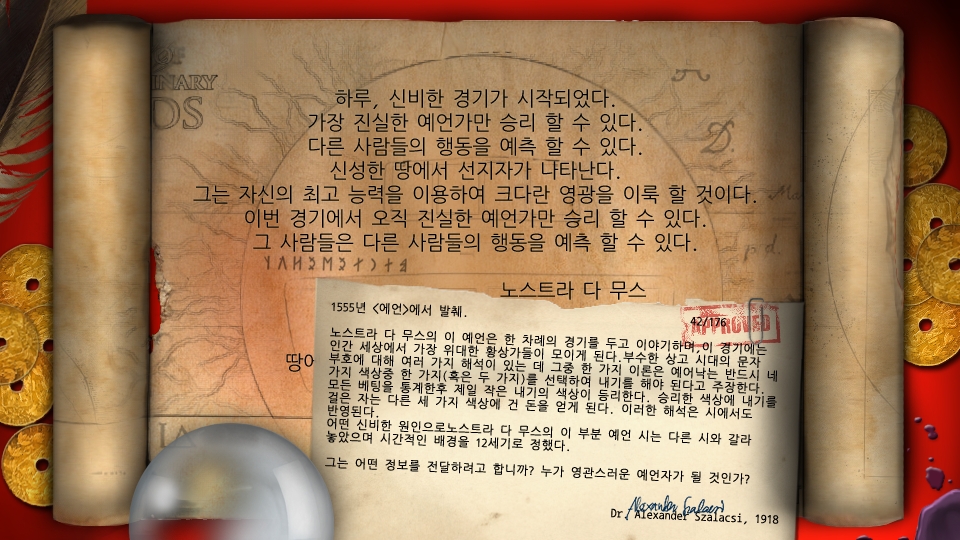 INARY
DS
하루, 신비한 경기가 시작되었다.
가장 진실한 예언가만 승리 할 수 있다.
다른 사람들의 행동을 예측 할 수 있다.
신성한 땅에서 선지자가 나타난다.
그는 자신의 최고 능력을 이용하여 크다란 영광을 이룩 할 것이다.
이번 경기에서 오직 진실한 예언가만 승리 할 수 있다.
그 사람들은 다른 사람들의 행동을 예측 할 수 있다.
노스트라 다 무스
땅에
1555년 <예언>에서 발췌.
42/176
APPROVED
노스트라 다 무스의 이 예언은 한 차례의 경기를 두고 이야기하며,이 경기에는
인간 세상에서 가장 위대한 환상가들이 모이게 된다.부수한 상고 시대의 문자
부호에 대해 여러 가지 해석이 있는 데 그중 한 가지 이론은 예어낙는 반드시 네
가지 색상중 한 가지(혹은 두 가지)를 선택하여 내기를 해야 된다고 주장한다.
모든 베팅을 통계한후 제일 작은 내기의 색상이 등리한다. 승리한 색상에 내기를
걸은 자는 다른 세 가지 색상에 건 돈을 얻게 된다. 이러한 해석은 시에서도
반영된다.
어떤 신비한 원인으로노스트라 다 무스의 이 부분 예언 시는 다른 시와 갈라
놓았으며 시간적인 배경을 12세기로 정했다.
그는 어떤 정보를 전달하려고 합니까? 누가 영관스러운 예언자가 될 것인가?
Alexander Szalacsi
Dr. Alexander Szalacsi, 1918